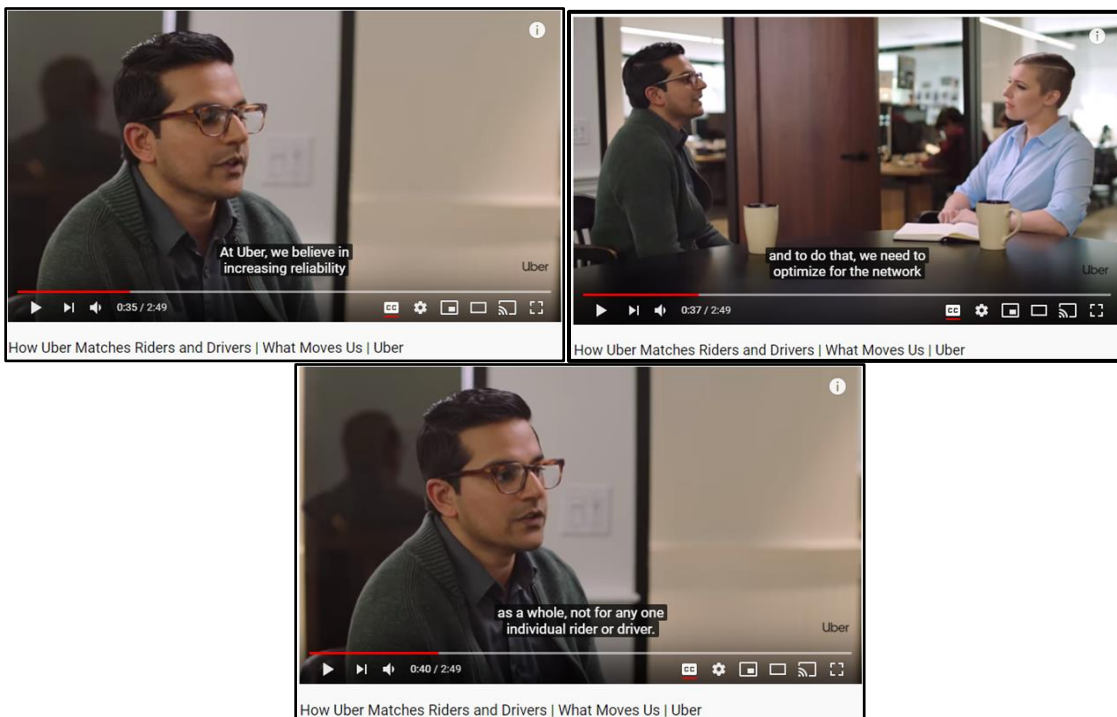 At Uber, we believe in
increasing reliability
Uber
0:35 / 2:49
CC
How Uber Matches Riders and Drivers | What Moves Us | Uber
and to do that, we need to
optimize for the network
Uber
0:37 / 2:49
CC
How Uber Matches Riders and Drivers | What Moves Us | Uber
as a whole, not for any one
individual rider or driver.
Uber
0:40 / 2:49
CC
How Uber Matches Riders and Drivers | What Moves Us | Uber